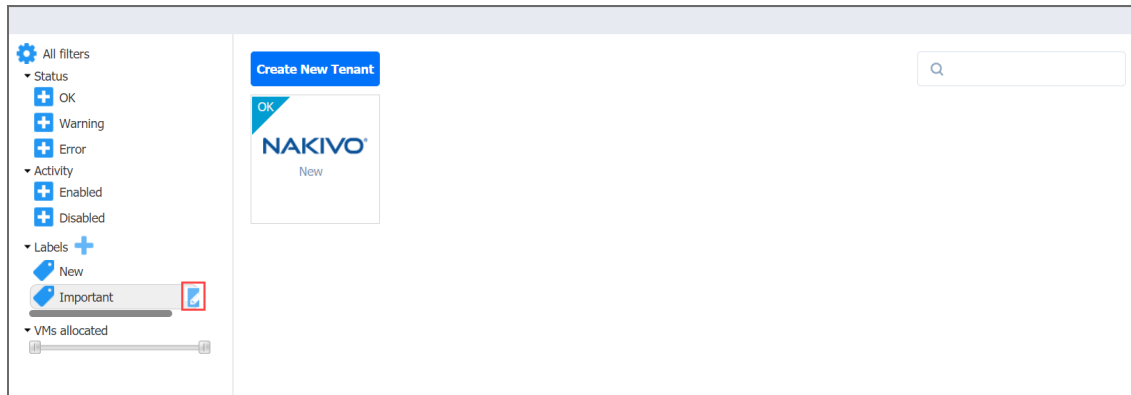 All filters
Status
OK
Warning
Error
Activity
Enabled
Disabled
Labels
New
Important
VMs allocated
Create New Tenant
OK
NAKIVO®
New